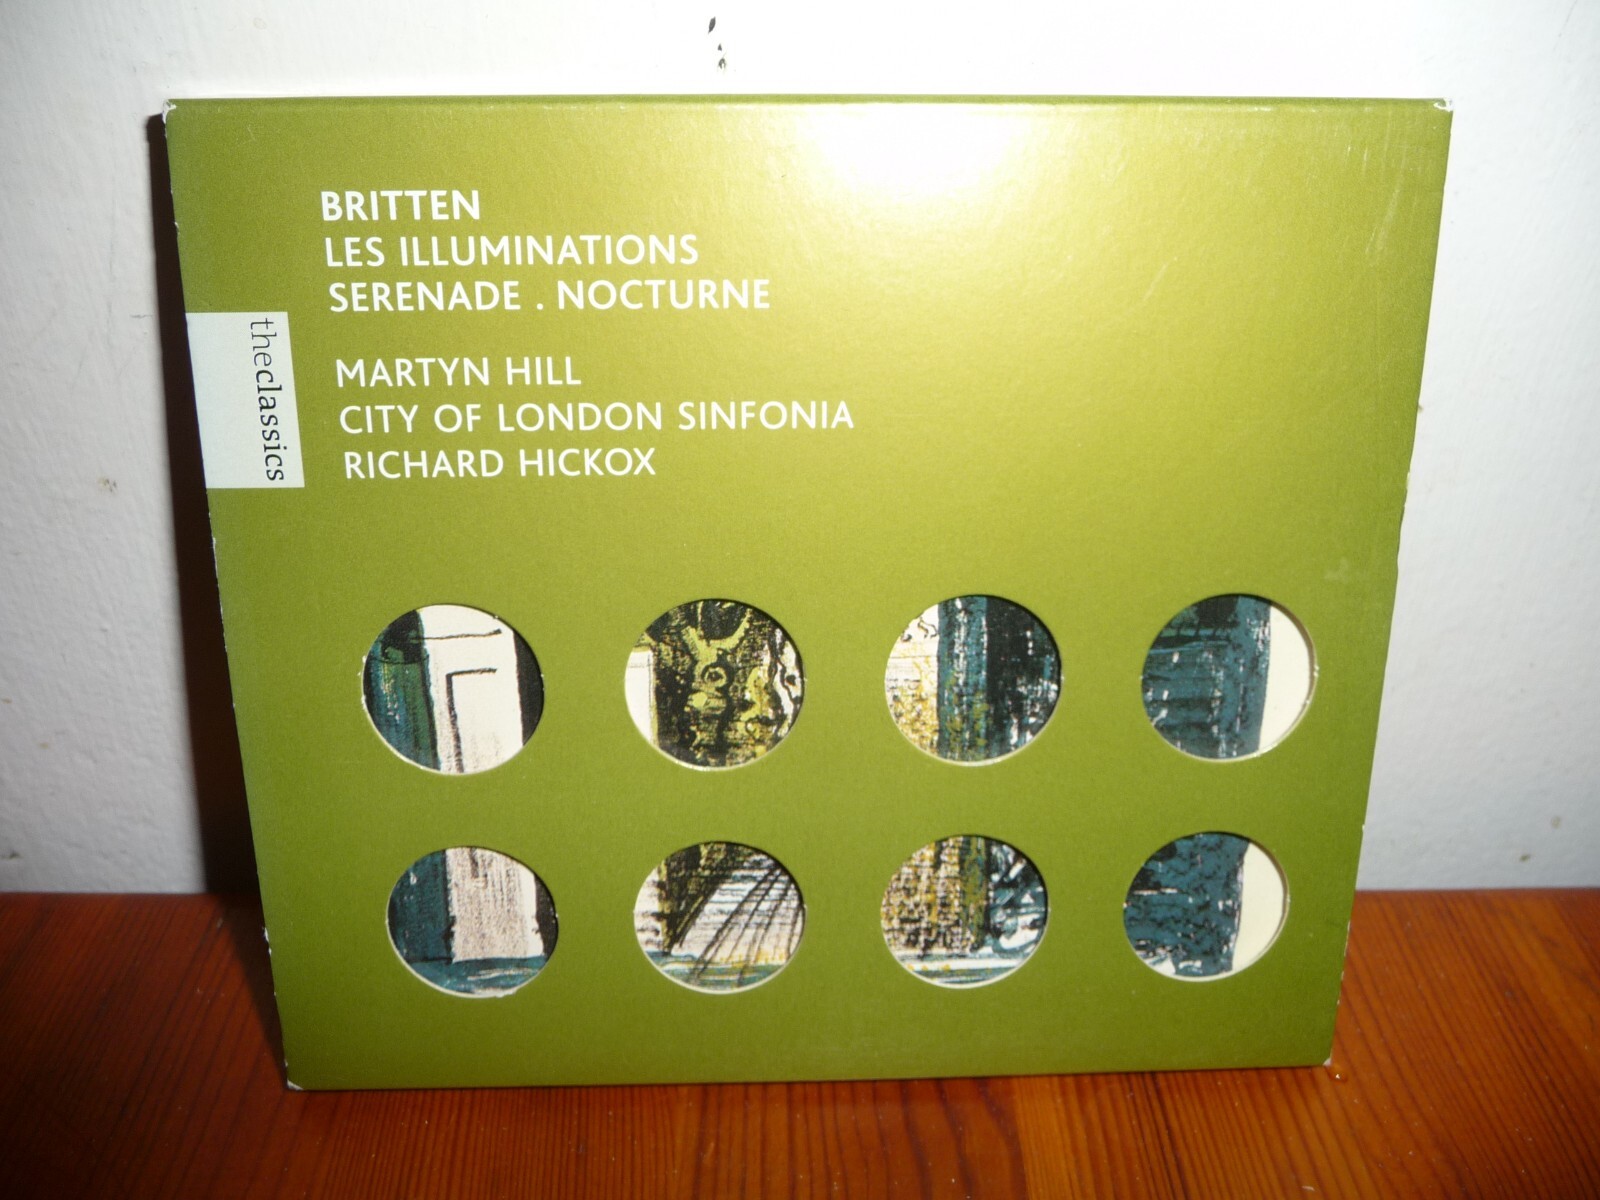 BRITTEN
LES ILLUMINATIONS
SERENADE . NOCTURNE
MARTYN HILL
CITY OF LONDON SINFONIA
RICHARD HICKOX
theclassics